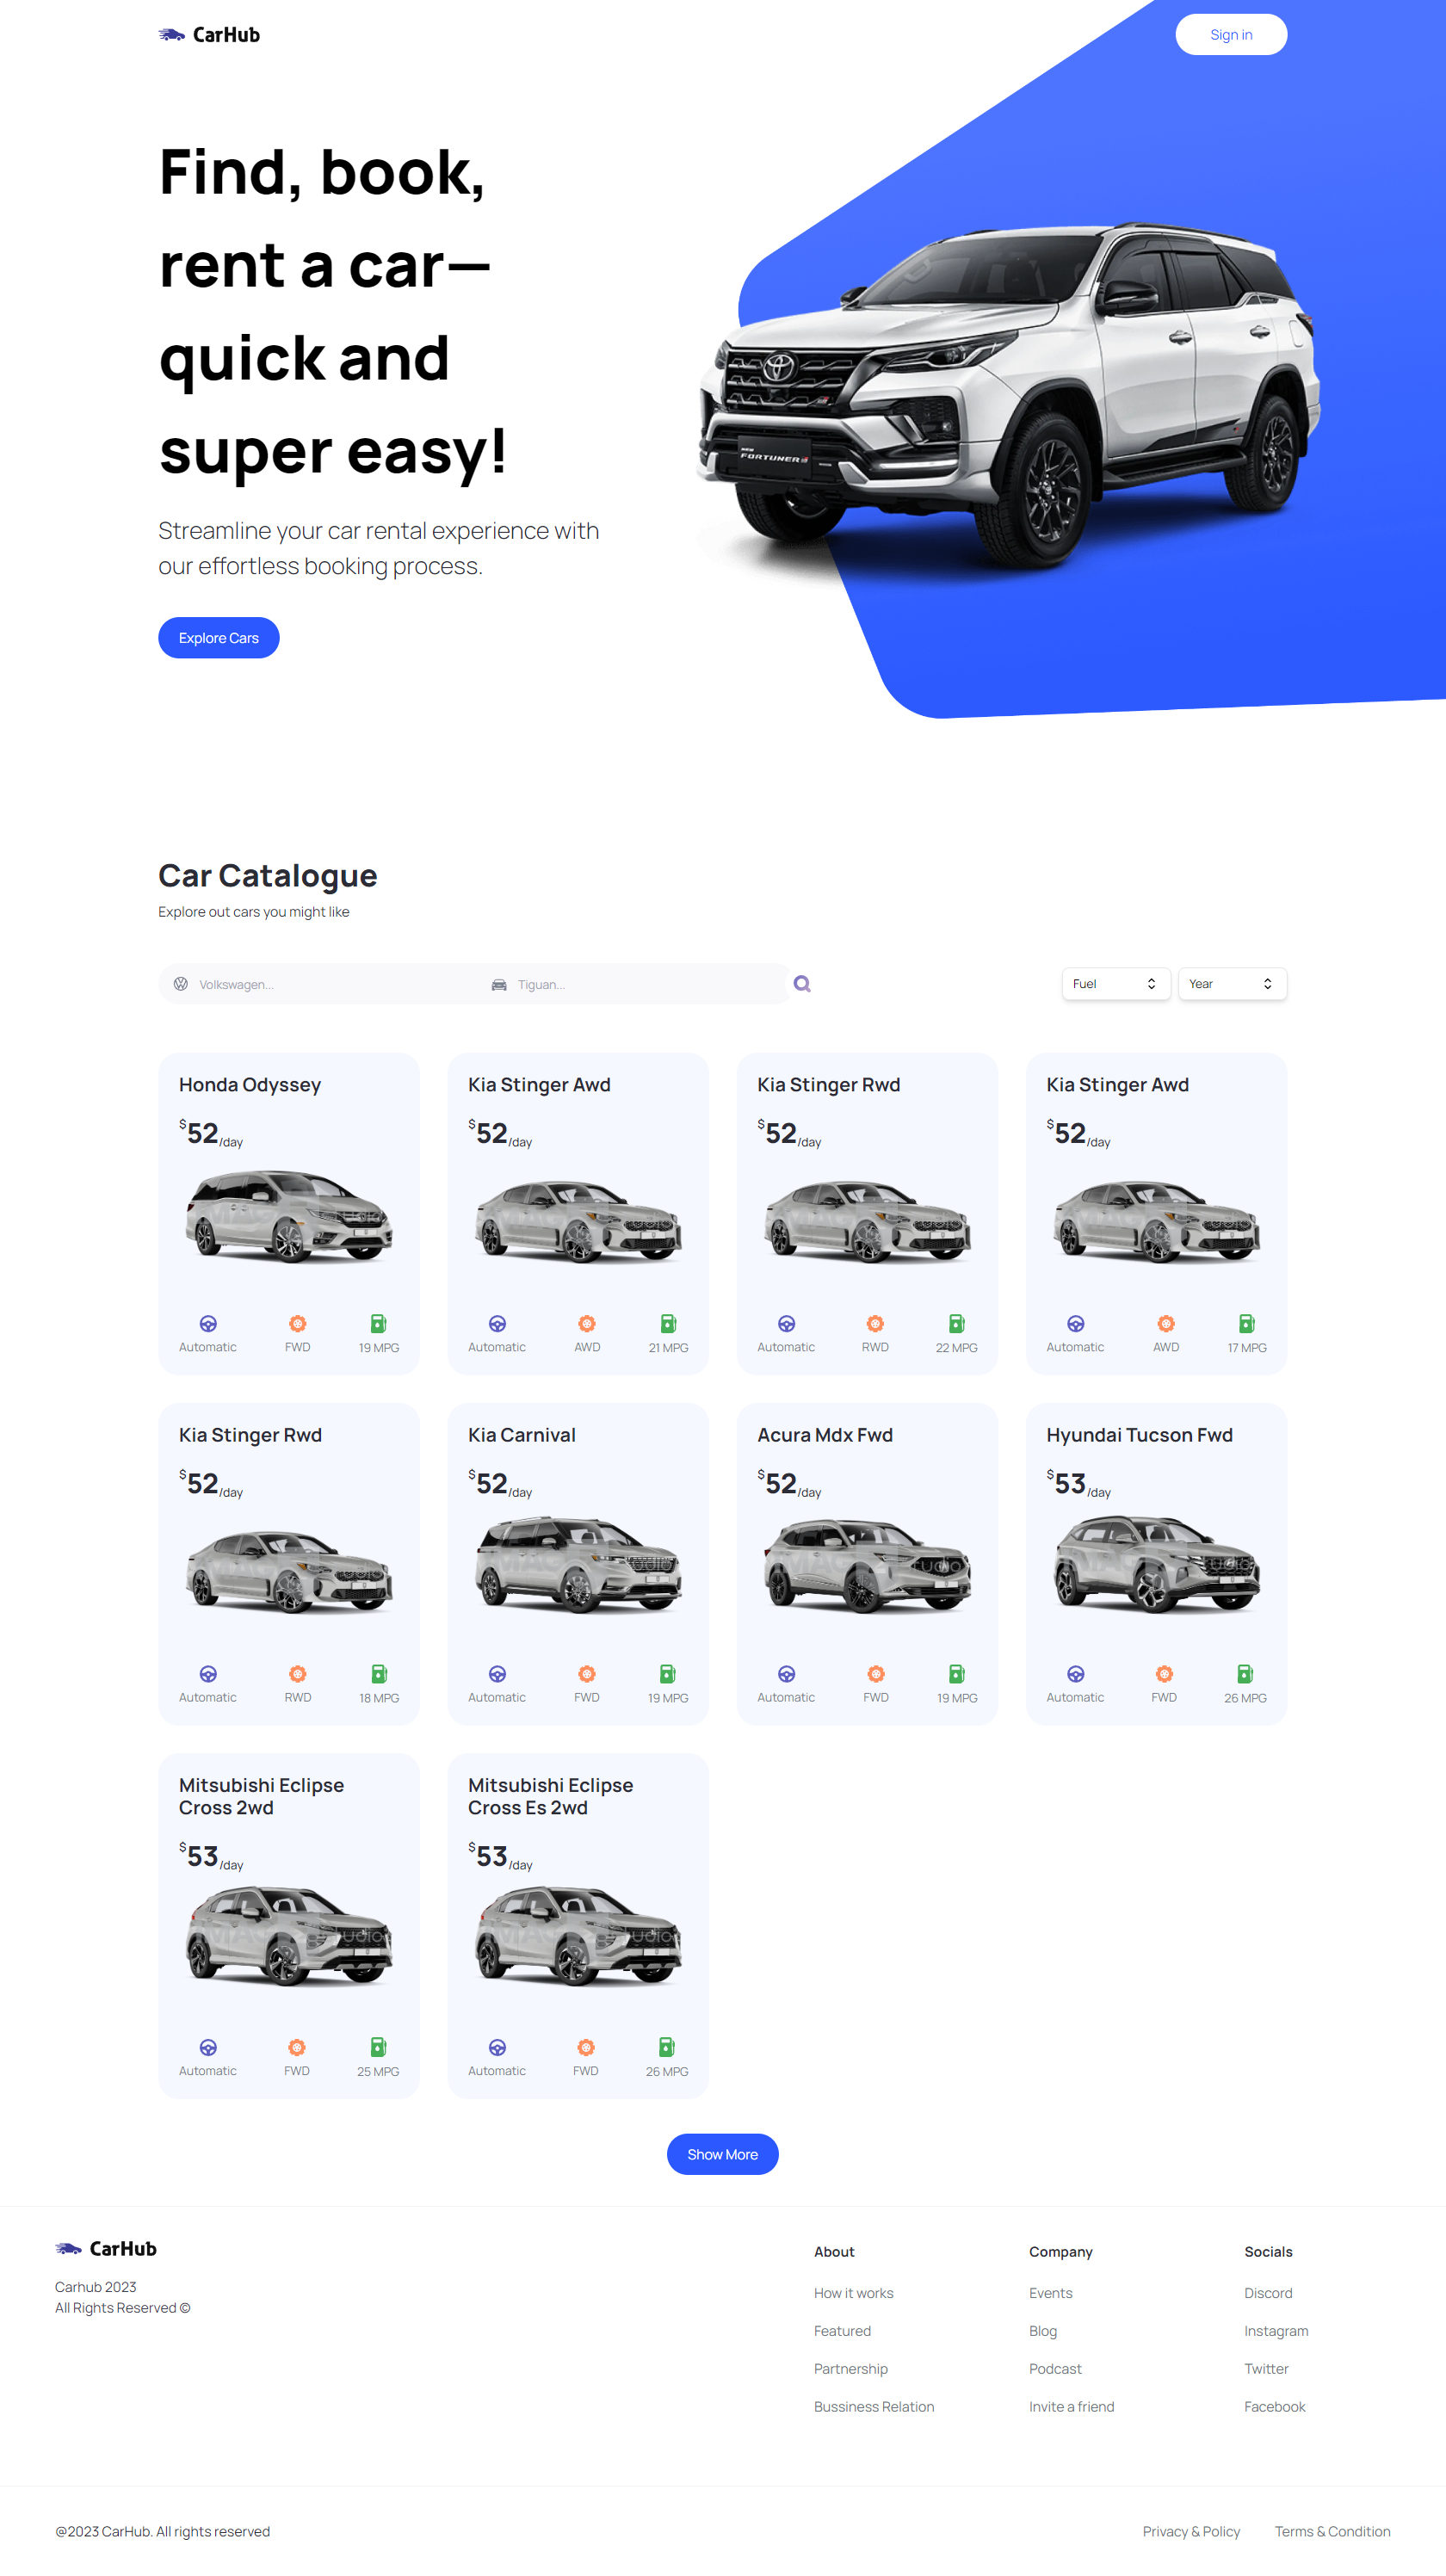 CarHub
Sign in
Find, book,
rent a car—
quick and
super easy!
Streamline your car rental experience with
our effortless booking process.
Explore Cars
NEW FORTUNER
Car Catalogue
Explore out cars you might like
Volkswagen...
Tiguan...
Fuel
Year
Honda Odyssey
$52/day
Automatic
FWD
19 MPG
Kia Stinger Awd
$52/day
Automatic
AWD
21 MPG
Kia Stinger Rwd
$52/day
Automatic
RWD
22 MPG
Kia Stinger Awd
$52/day
Automatic
AWD
17 MPG
Kia Stinger Rwd
$52/day
Automatic
RWD
18 MPG
Kia Carnival
$52/day
Automatic
FWD
19 MPG
Acura Mdx Fwd
$52/day
Automatic
FWD
19 MPG
Hyundai Tucson Fwd
$53/day
Automatic
FWD
26 MPG
Mitsubishi Eclipse
Cross 2wd
$53/day
Automatic
FWD
25 MPG
Mitsubishi Eclipse
Cross Es 2wd
$53/day
Automatic
FWD
26 MPG
Show More
CarHub
Carhub 2023
All Rights Reserved ©
About
How it works
Featured
Partnership
Bussiness Relation
Company
Events
Blog
Podcast
Invite a friend
Socials
Discord
Instagram
Twitter
Facebook
@2023 CarHub. All rights reserved
Privacy & Policy
Terms & Condition